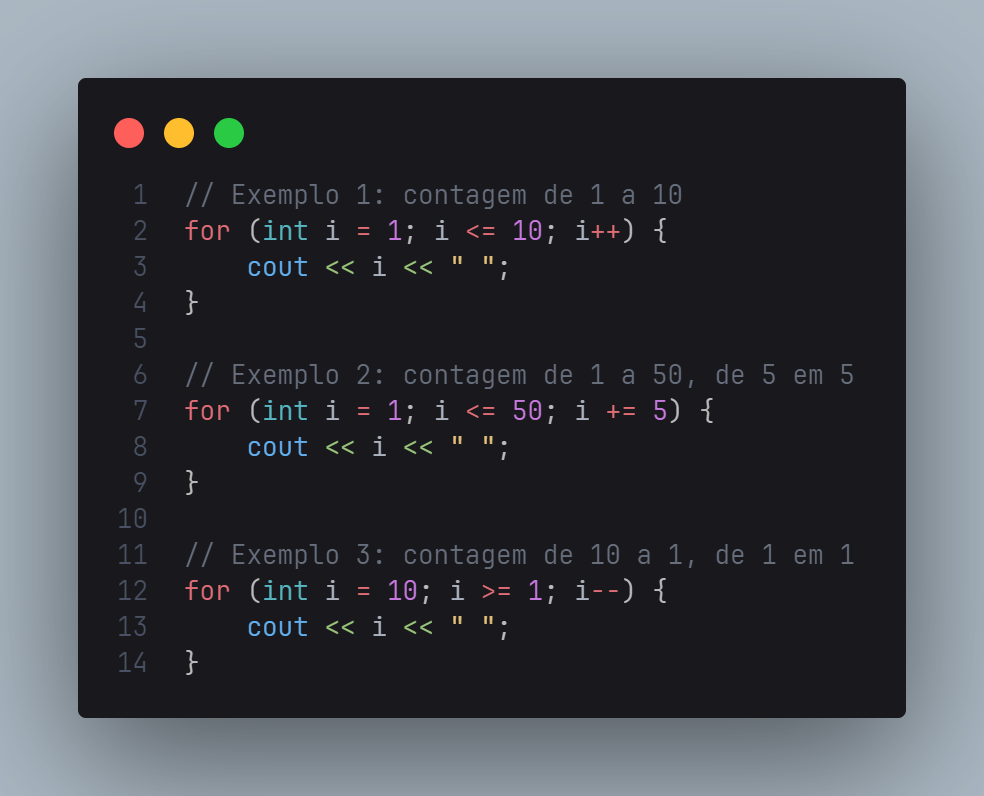 1 // Exemplo 1: contagem de 1 a 10
2 for (int i = 1; i <= 10; i++) {
3     cout << i << " ";
4 }
5
6 // Exemplo 2: contagem de 1 a 50, de 5 em 5
7 for (int i = 1; i <= 50; i += 5) {
8     cout << i << " ";
9 }
10
11 // Exemplo 3: contagem de 10 a 1, de 1 em 1
12 for (int i = 10; i >= 1; i--) {
13     cout << i << " ";
14 }